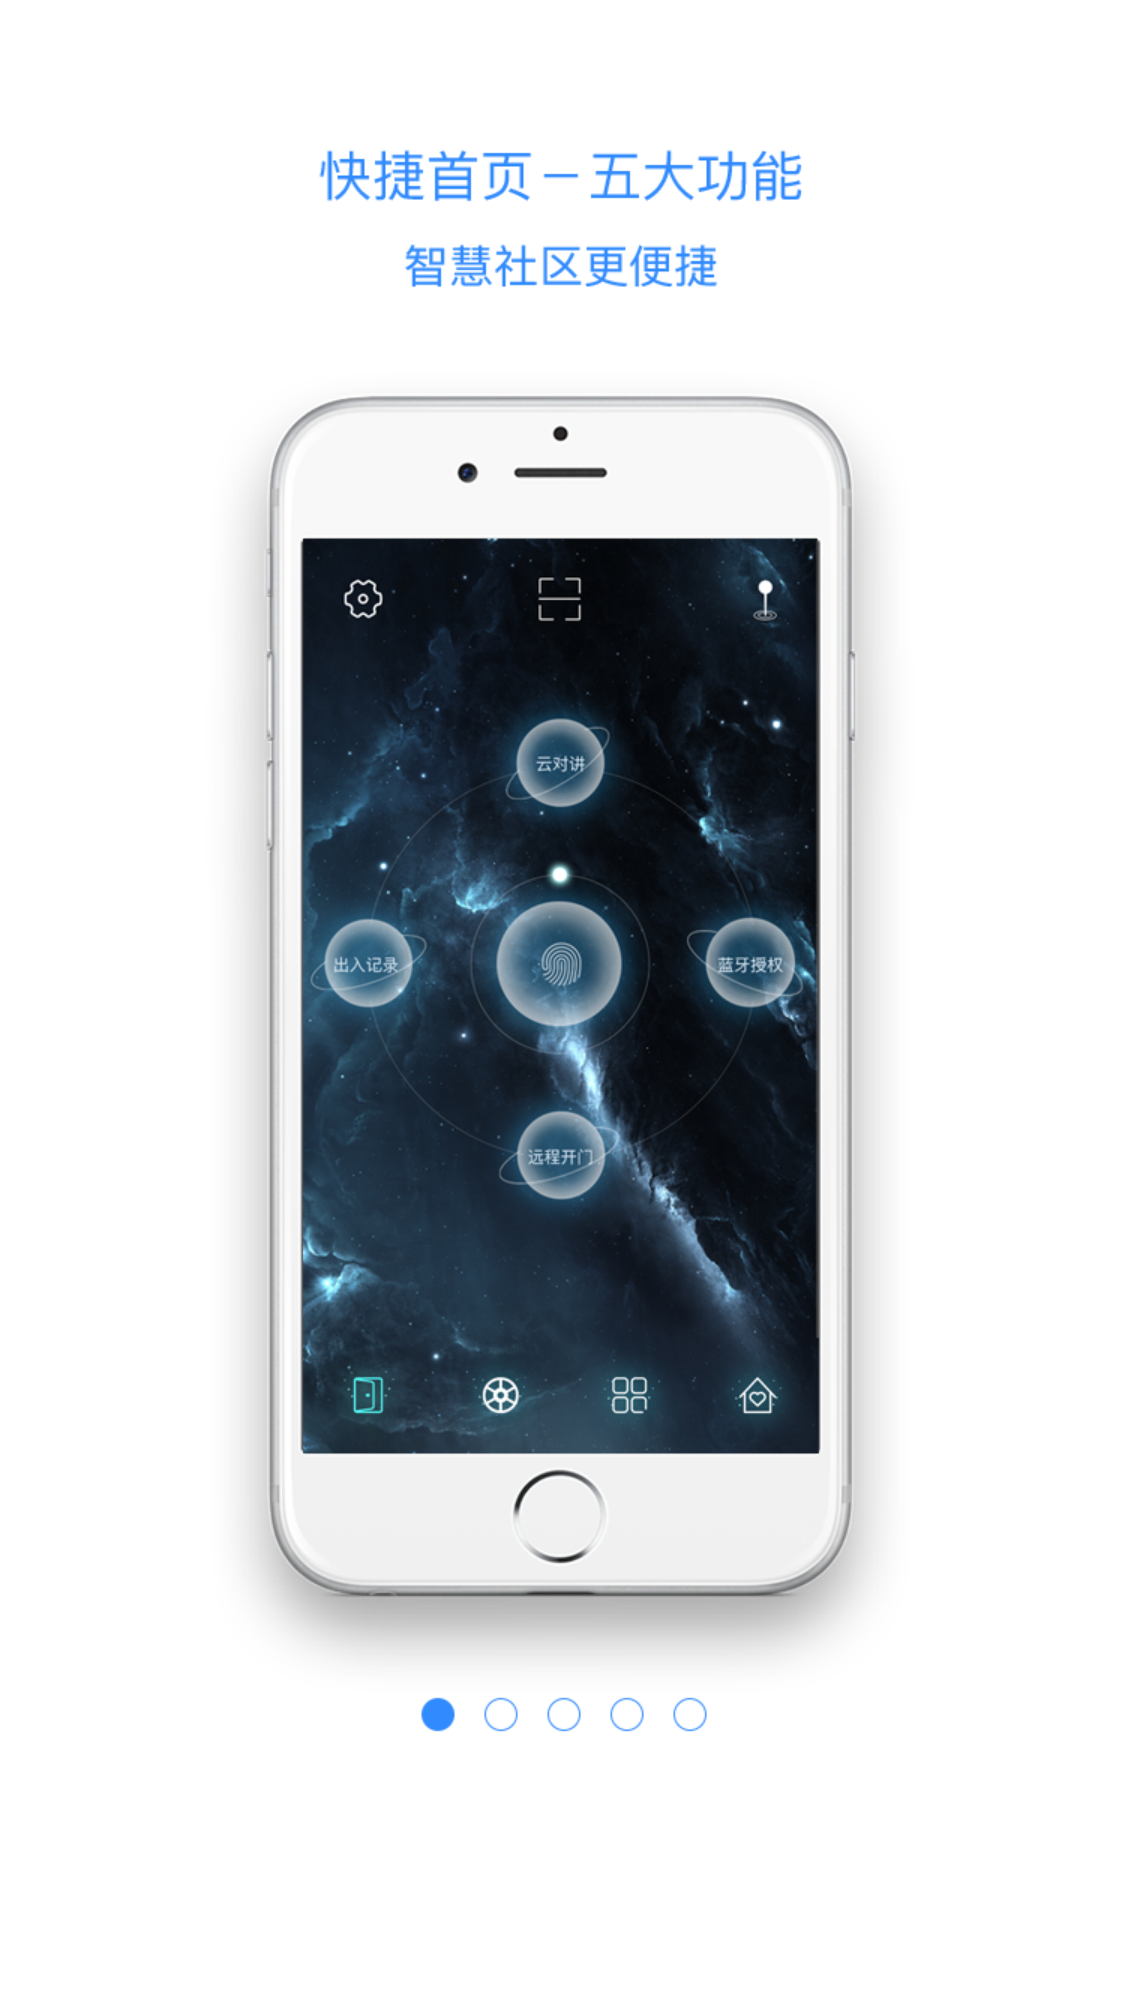 快捷首页－五大功能
智慧社区更便捷
云对讲
出入记录
蓝牙授权
远程开门